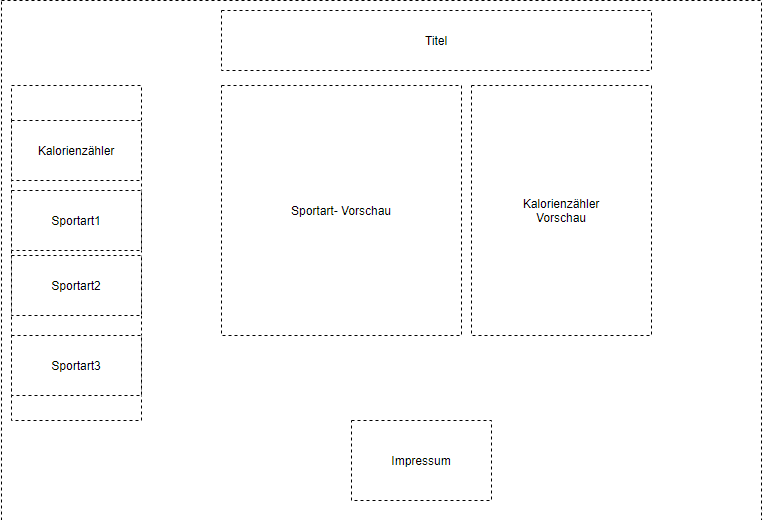 Titel
Kalorienzähler
Sportart1
Sportart2
Sportart3
Sportart- Vorschau
Kalorienzähler
Vorschau
Impressum